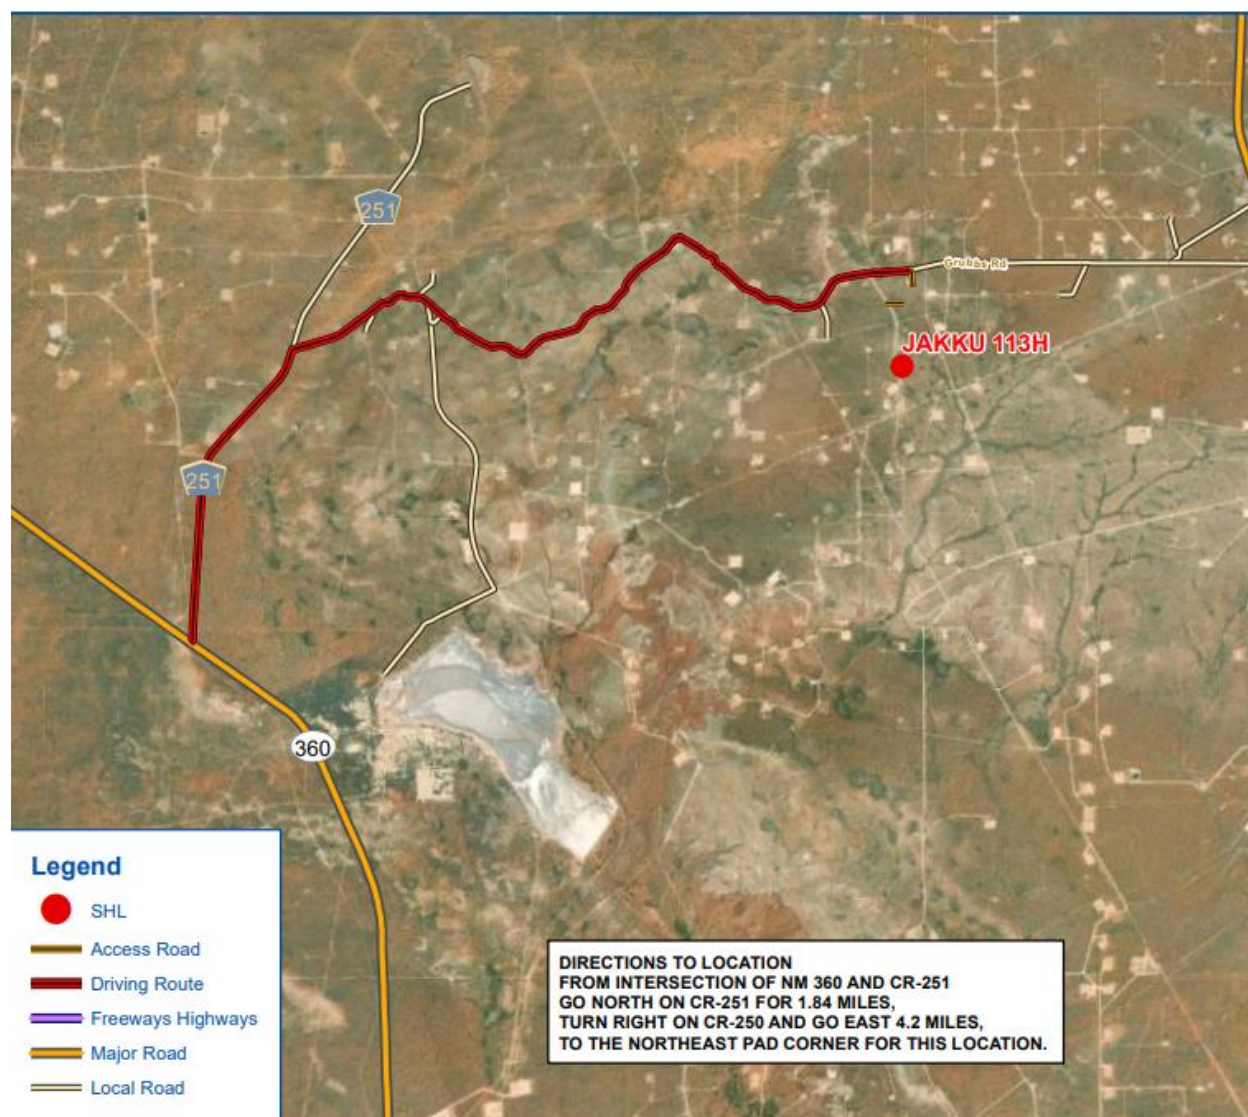 251
Grubbs Rd
JAKKU 113H
251
360
Legend
SHL
Access Road
Driving Route
Freeways Highways
Major Road
Local Road
DIRECTIONS TO LOCATION
FROM INTERSECTION OF NM 360 AND CR-251
GO NORTH ON CR-251 FOR 1.84 MILES,
TURN RIGHT ON CR-250 AND GO EAST 4.2 MILES,
TO THE NORTHEAST PAD CORNER FOR THIS LOCATION.